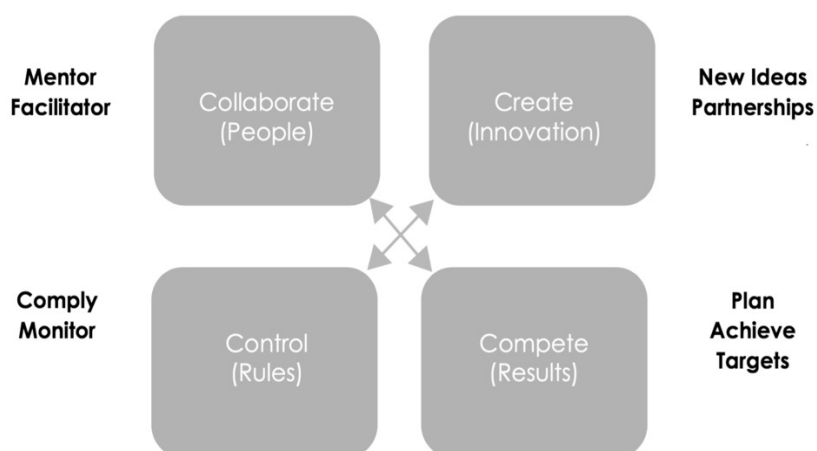 Mentor
Facilitator
Collaborate
(People)
Create
(Innovation)
New Ideas
Partnerships
Comply
Monitor
Control
(Rules)
Compete
(Results)
Plan
Achieve
Targets